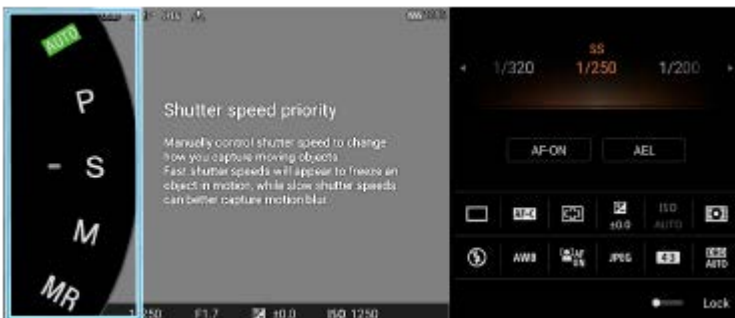 AUTO
P
S
M
MR
Shutter speed priority
Manually control shutter speed to change
how you capture moving objects
Fast shutter speeds will appear to freeze an
object in motion, while slow shutter speeds
can better capture motion blur.
F1.7 ±0.0 ISO 1250
SS
1/320 1/250 1/200
AF-ON AEL
AF-C ±0.0 ISO AUTO
AWB AF ON JPEG 4:3 AUTO
Lock